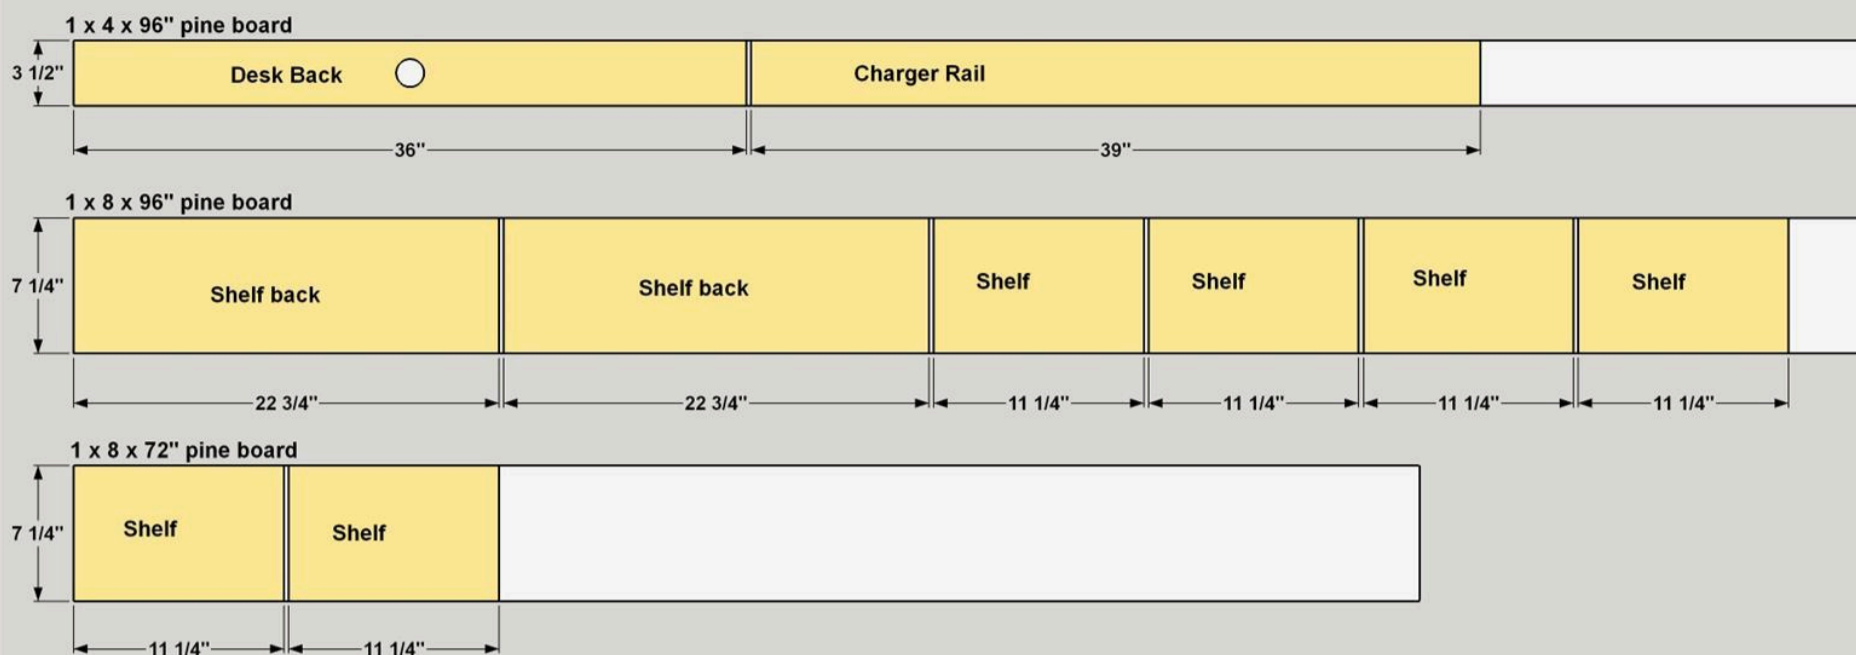 1 x 4 x 96" pine board
3 1/2"
Desk Back
Charger Rail
36"
39"
1 x 8 x 96" pine board
7 1/4"
Shelf back
Shelf back
Shelf
Shelf
Shelf
Shelf
22 3/4"
22 3/4"
11 1/4"
11 1/4"
11 1/4"
11 1/4"
1 x 8 x 72" pine board
7 1/4"
Shelf
Shelf
11 1/4"
11 1/4"